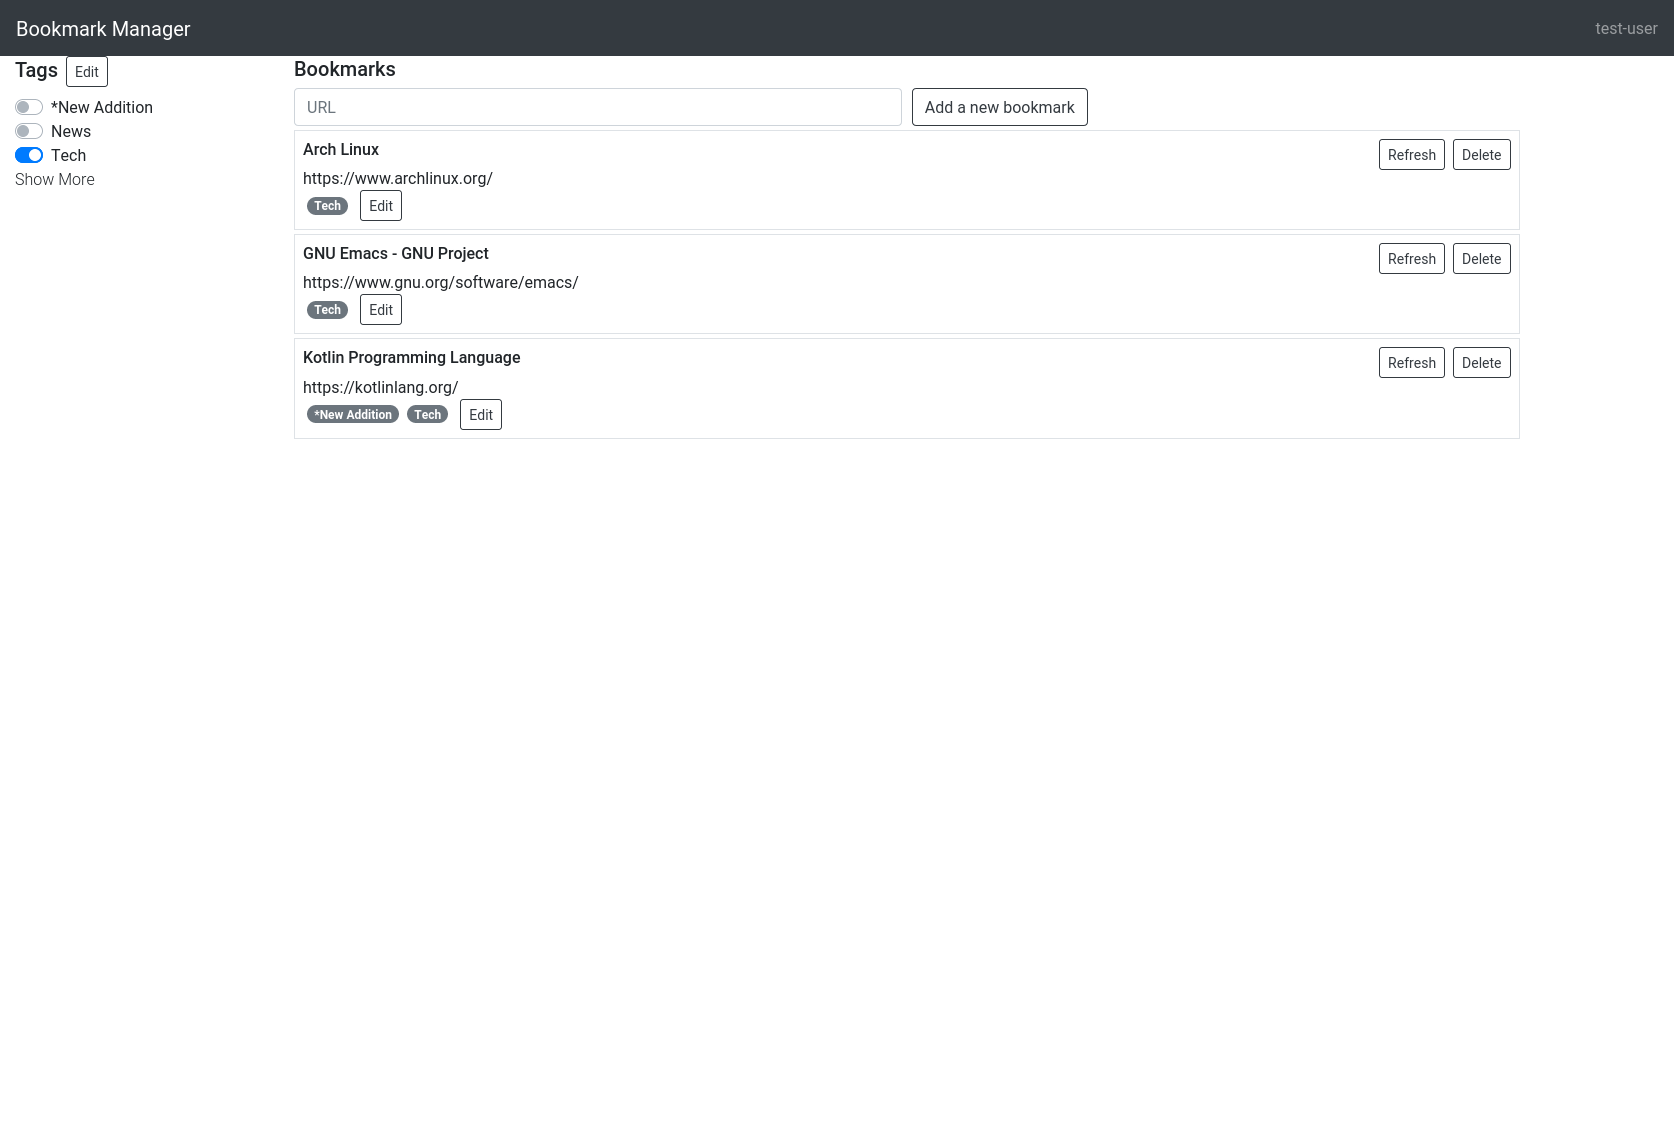 Bookmark Manager
test-user
Tags Edit
*New Addition
News
Tech
Show More
Bookmarks
URL Add a new bookmark
Arch Linux Refresh Delete
https://www.archlinux.org/
Tech Edit
GNU Emacs - GNU Project Refresh Delete
https://www.gnu.org/software/emacs/
Tech Edit
Kotlin Programming Language Refresh Delete
https://kotlinlang.org/
*New Addition Tech Edit